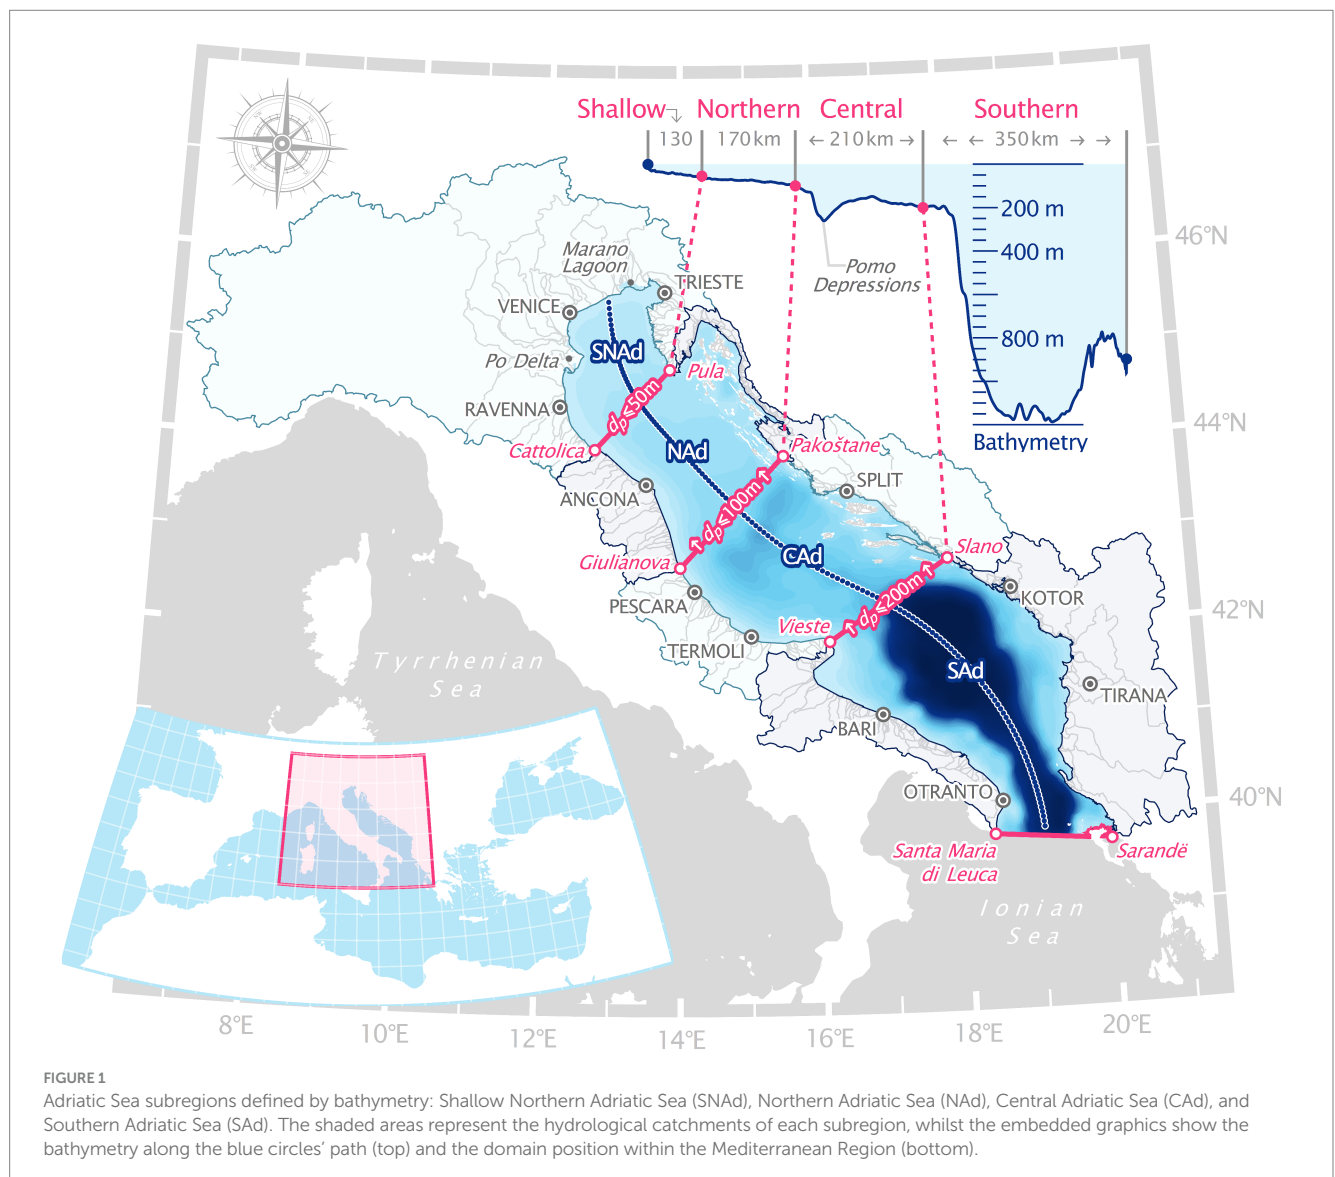 Shallow Northern Central Southern
130 170km ← 210km → ← ← 350km → →
200 m
400 m
800 m
Bathymetry
Pomo
Depressions
46°N
44°N
42°N
40°N
Marano
Lagoon
TRIESTE
VENICE
SNAd
Po Delta
Pula
RAVENNA
dp≤50m
Cattolica
NAd
Pakoštane
ANCONA
SPLIT
dp≤100m
Giulianova
CAd
Slano
PESCARA
dp≤200m
KOTOR
Vieste
TERMOLI
Tyrrhenian
Sea
SAd
TIRANA
BARI
OTRANTO
Santa Maria
di Leuca
Sarandë
Ionian
Sea
8°E
10°E
12°E
14°E
16°E
18°E
20°E
FIGURE 1
Adriatic Sea subregions defined by bathymetry: Shallow Northern Adriatic Sea (SNAd), Northern Adriatic Sea (NAd), Central Adriatic Sea (CAd), and
Southern Adriatic Sea (SAd). The shaded areas represent the hydrological catchments of each subregion, whilst the embedded graphics show the
bathymetry along the blue circles' path (top) and the domain position within the Mediterranean Region (bottom).